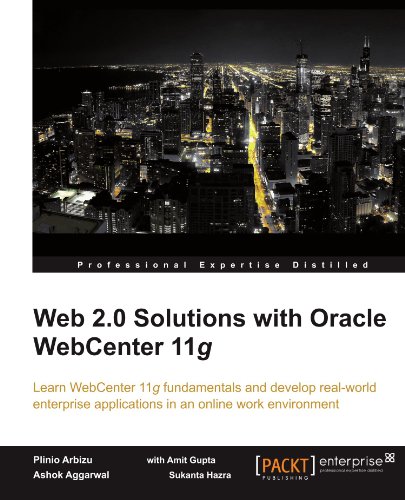 Professional Expertise Distilled
Web 2.0 Solutions with Oracle
WebCenter 11g
Learn WebCenter 11g fundamentals and develop real-world
enterprise applications in an online work environment
Plinio Arbizu with Amit Gupta
Ashok Aggarwal Sukanta Hazra
[PACKT] enterprise
PUBLISHING professional expertise distilled